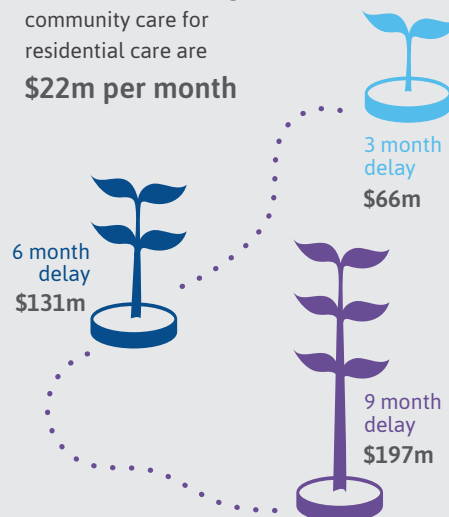 community care for
residential care are
$22m per month
3 month
delay
$66m
6 month
delay
$131m
9 month
delay
$197m